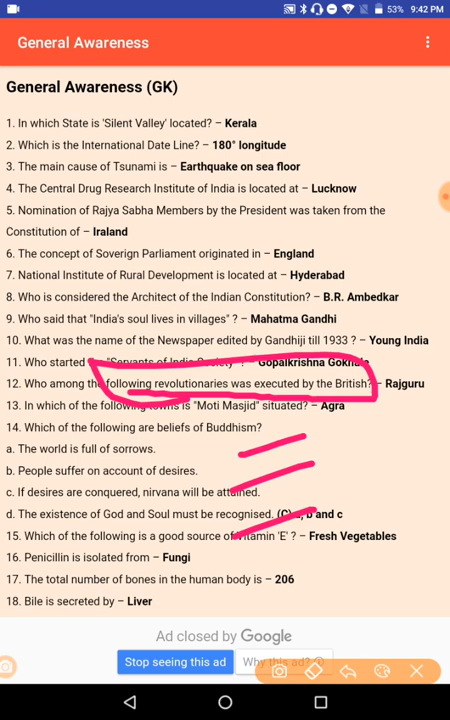 53% 9:42 PM
General Awareness
General Awareness (GK)
1. In which State is 'Silent Valley' located? – Kerala
2. Which is the International Date Line? – 180° longitude
3. The main cause of Tsunami is – Earthquake on sea floor
4. The Central Drug Research Institute of India is located at – Lucknow
5. Nomination of Rajya Sabha Members by the President was taken from the
Constitution of – Iraland
6. The concept of Soverign Parliament originated in – England
7. National Institute of Rural Development is located at – Hyderabad
8. Who is considered the Architect of the Indian Constitution? – B.R. Ambedkar
9. Who said that "India's soul lives in villages" ? – Mahatma Gandhi
10. What was the name of the Newspaper edited by Gandhiji till 1933 ? – Young India
11. Who started the "Servants of India Society" ? – Gopalkrishna Gokhale
12. Who among the following revolutionaries was executed by the British? – Rajguru
13. In which of the following towns is "Moti Masjid" situated? – Agra
14. Which of the following are beliefs of Buddhism?
a. The world is full of sorrows.
b. People suffer on account of desires.
c. If desires are conquered, nirvana will be attained.
d. The existence of God and Soul must be recognised. (C) a, b and c
15. Which of the following is a good source of vitamin 'E' ? – Fresh Vegetables
16. Penicillin is isolated from – Fungi
17. The total number of bones in the human body is – 206
18. Bile is secreted by – Liver
Ad closed by Google
Stop seeing this ad Why this ad?